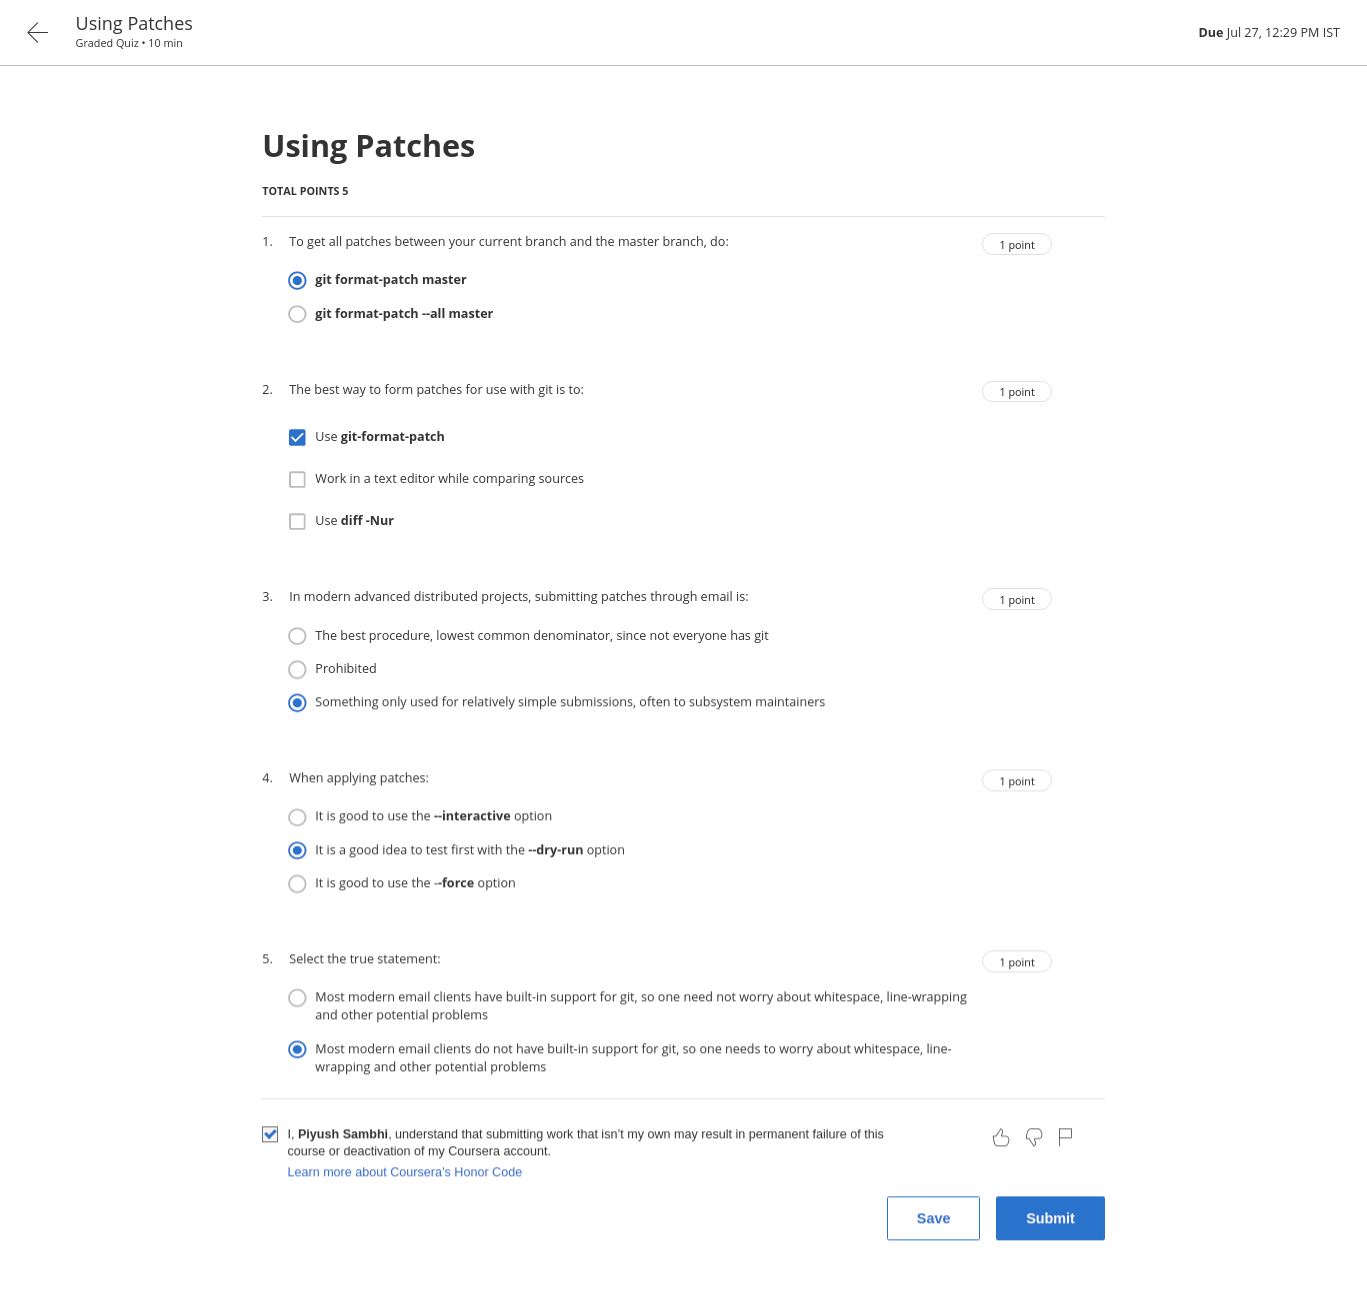 Using Patches
Graded Quiz • 10 min
Due Jul 27, 12:29 PM IST
Using Patches
TOTAL POINTS 5
1. To get all patches between your current branch and the master branch, do:
1 point
git format-patch master
git format-patch --all master
2. The best way to form patches for use with git is to:
1 point
Use git-format-patch
Work in a text editor while comparing sources
Use diff -Nur
3. In modern advanced distributed projects, submitting patches through email is:
1 point
The best procedure, lowest common denominator, since not everyone has git
Prohibited
Something only used for relatively simple submissions, often to subsystem maintainers
4. When applying patches:
1 point
It is good to use the --interactive option
It is a good idea to test first with the --dry-run option
It is good to use the --force option
5. Select the true statement:
1 point
Most modern email clients have built-in support for git, so one need not worry about whitespace, line-wrapping
and other potential problems
Most modern email clients do not have built-in support for git, so one needs to worry about whitespace, line-
wrapping and other potential problems
I, Piyush Sambhi, understand that submitting work that isn’t my own may result in permanent failure of this
course or deactivation of my Coursera account.
Learn more about Coursera’s Honor Code
Save
Submit